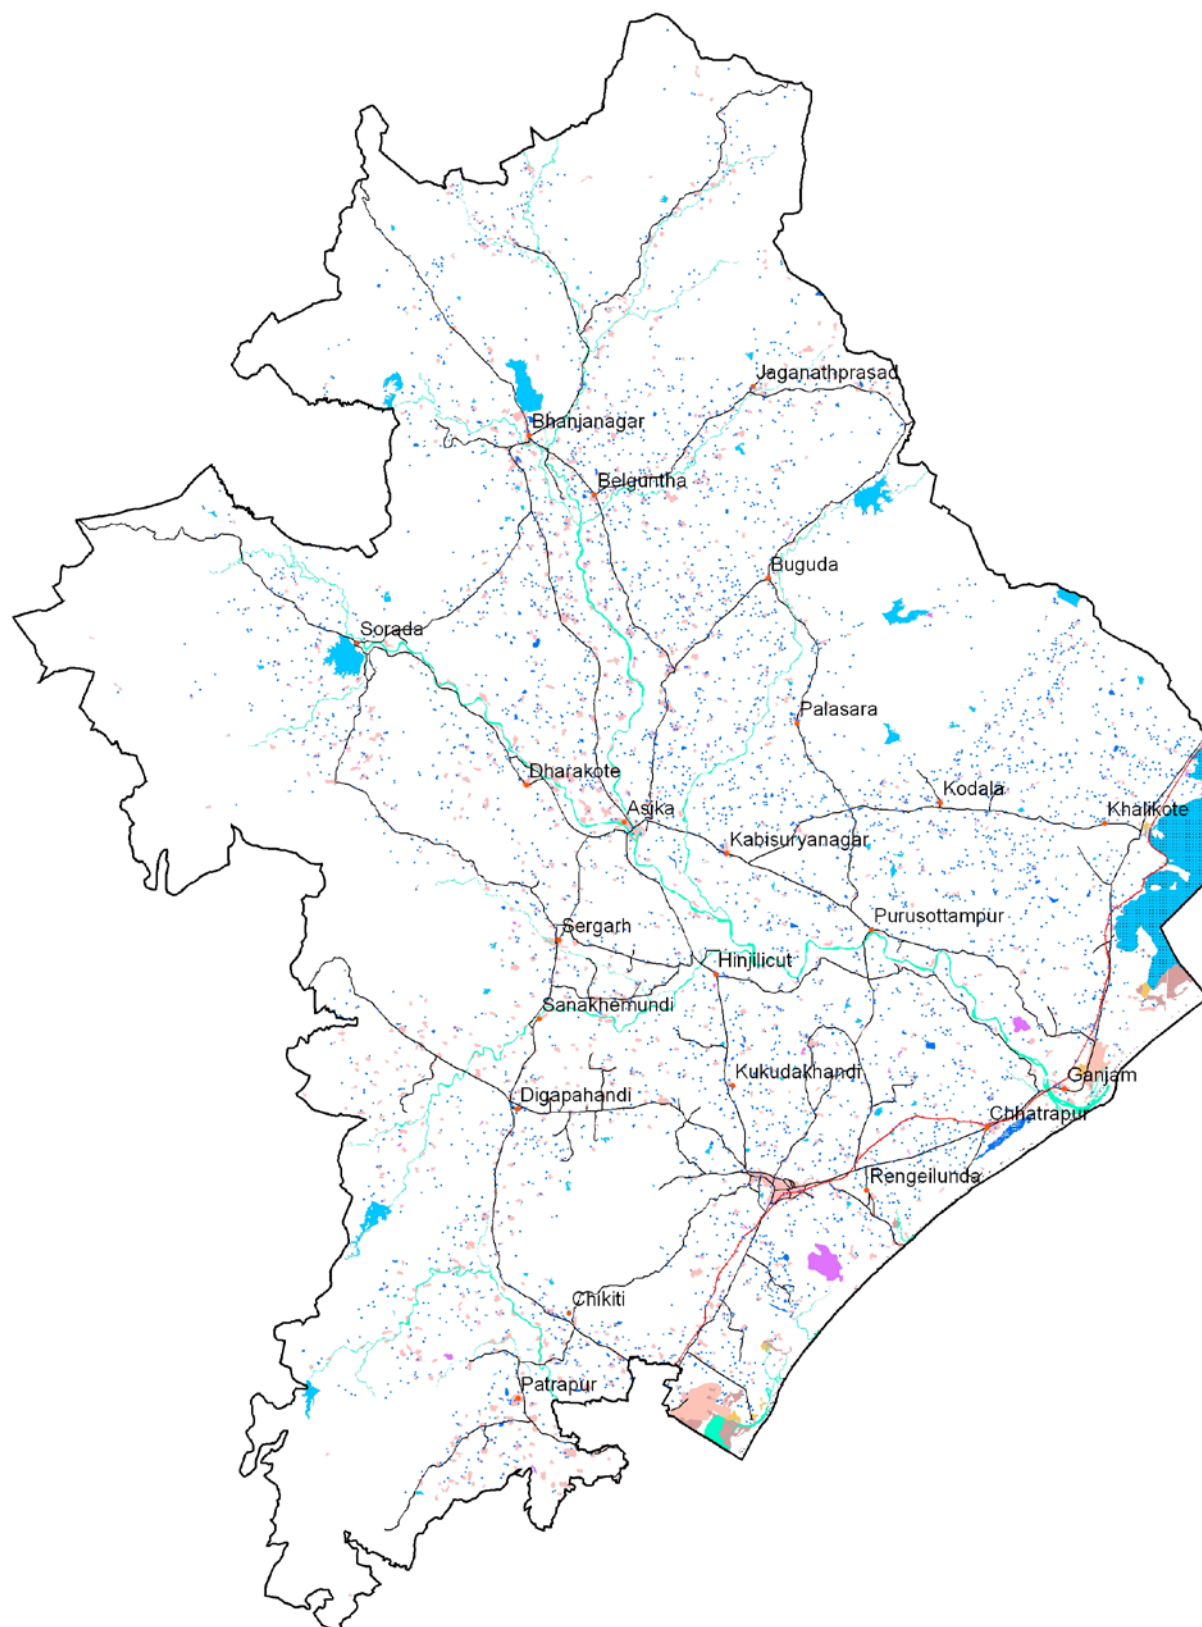 Jaganathprasad
Bhanjanagar
Belguntha
Buguda
Sorada
Palasara
Dharakote
Kodala
Asika
Khalikote
Kabisuryanagar
Purusottampur
Sergarh
Hinjilicut
Sanakhemundi
Kukudakhandi
Ganjam
Digapahandi
Chhatrapur
Rengeilunda
Chikiti
Patrapur